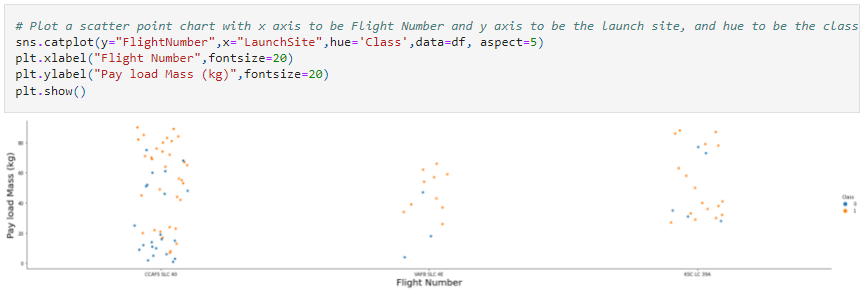 # Plot a scatter point chart with x axis to be Flight Number and y axis to be the launch site, and hue to be the class
sns.catplot(y="FlightNumber",x="LaunchSite",hue='Class',data=df, aspect=5)
plt.xlabel("Flight Number",fontsize=20)
plt.ylabel("Pay load Mass (kg)",fontsize=20)
plt.show()
Pay load Mass (kg)
80
60
40
20
0
Class
0
1
CCAFS SLC 40
VAFB SLC 4E
KSC LC 39A
Flight Number